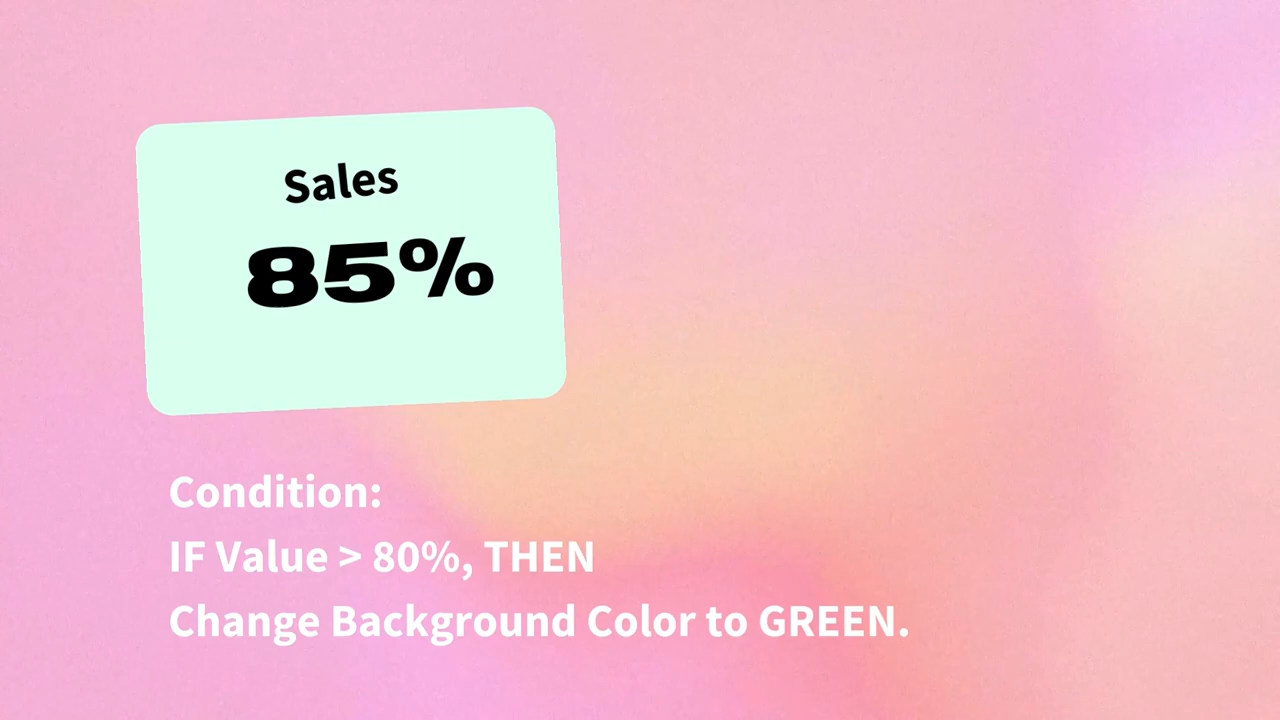 Sales
85%
Condition:
IF Value > 80%, THEN
Change Background Color to GREEN.